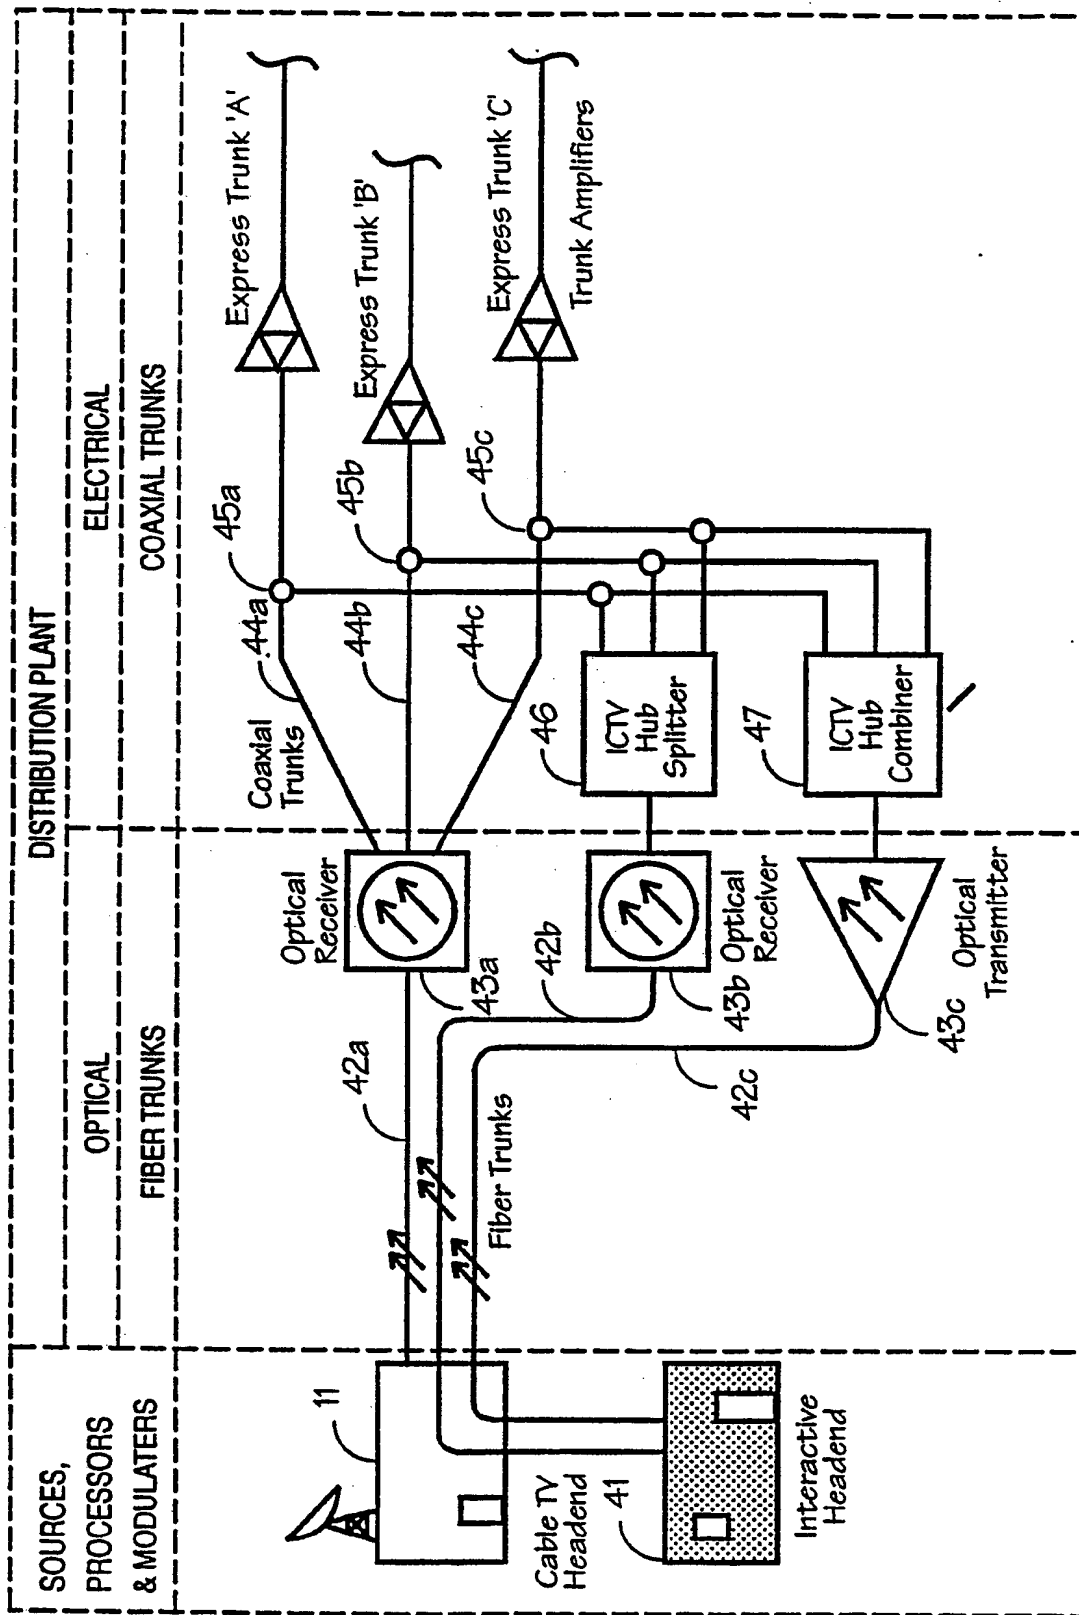 DISTRIBUTION PLANT
SOURCES,
PROCESSORS
& MODULATERS
OPTICAL
ELECTRICAL
FIBER TRUNKS
COAXIAL TRUNKS
11
Cable TV
Headend
41
Interactive
Headend
42a
Fiber Trunks
42b
42c
Optical
Receiver
43a
43b
Optical
Receiver
43c
Optical
Transmitter
Coaxial
Trunks
44a
44b
44c
45a
45b
45c
46
ICTV
Hub
Splitter
47
ICTV
Hub
Combiner
Express Trunk 'A'
Express Trunk 'B'
Express Trunk 'C'
Trunk Amplifiers